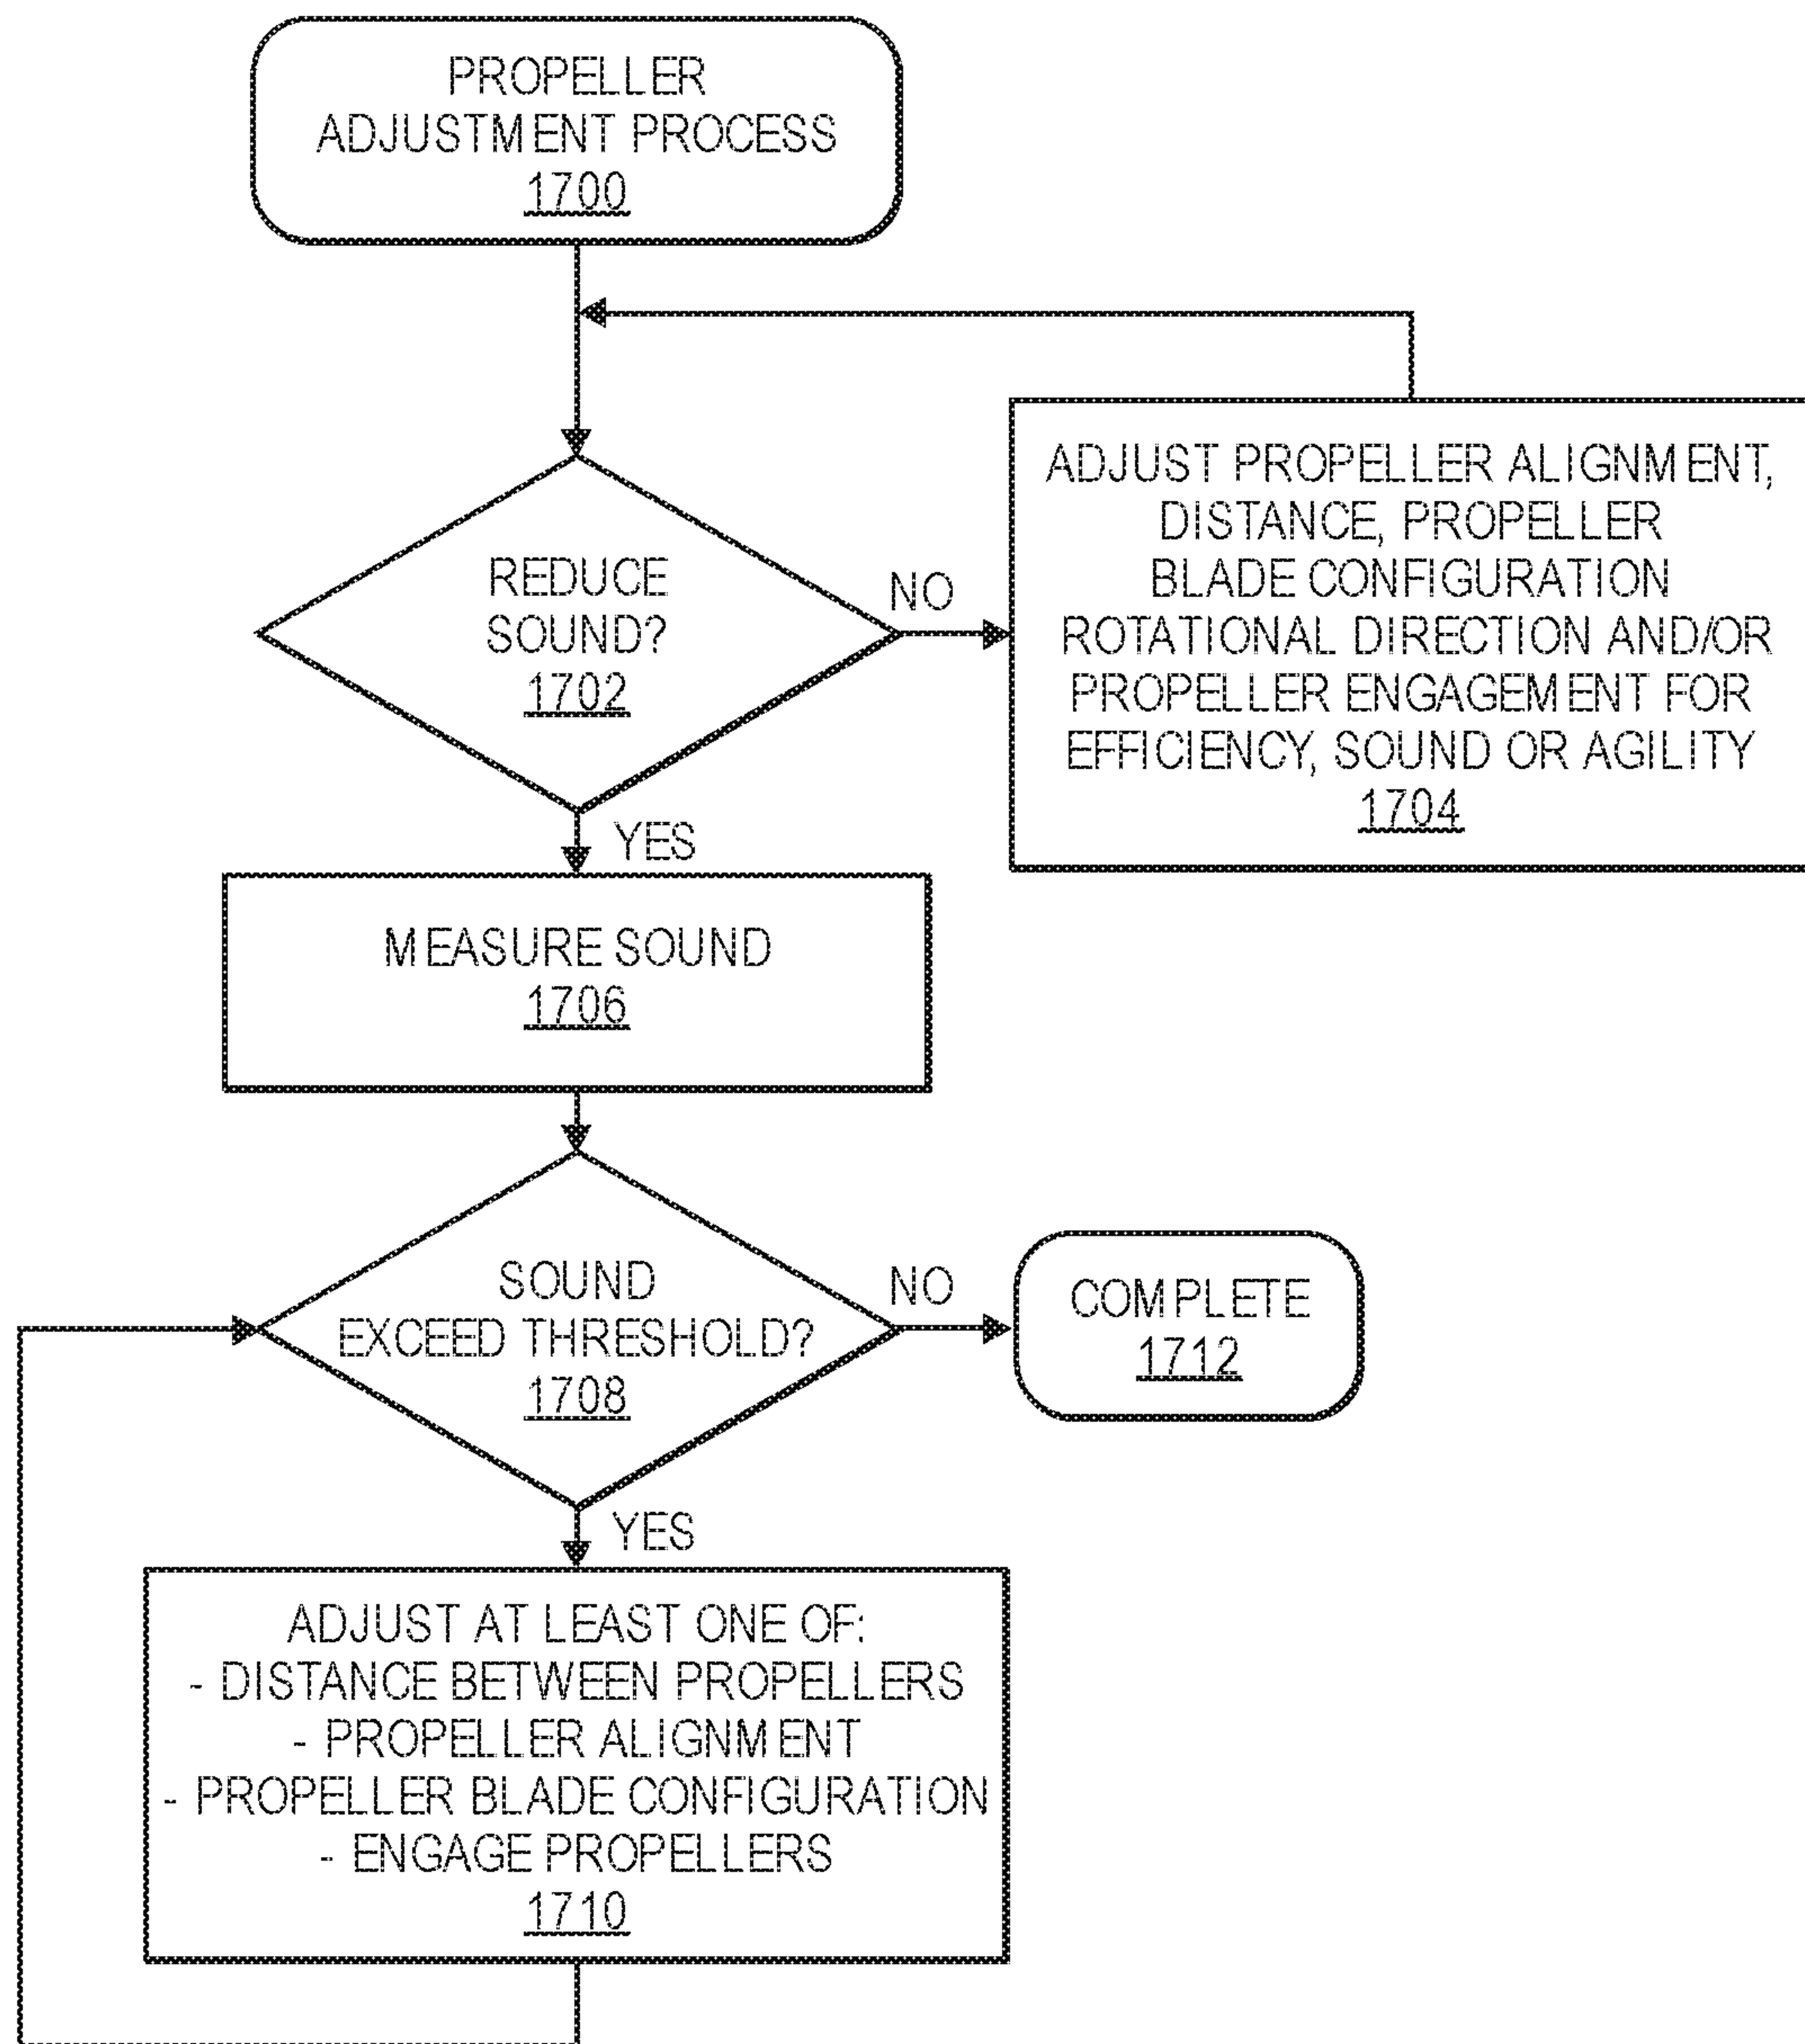 PROPELLER
ADJUSTMENT PROCESS
1700
REDUCE
SOUND?
1702
NO
ADJUST PROPELLER ALIGNMENT,
DISTANCE, PROPELLER
BLADE CONFIGURATION
ROTATIONAL DIRECTION AND/OR
PROPELLER ENGAGEMENT FOR
EFFICIENCY, SOUND OR AGILITY
1704
YES
MEASURE SOUND
1706
SOUND
EXCEED THRESHOLD?
1708
NO
COMPLETE
1712
YES
ADJUST AT LEAST ONE OF:
- DISTANCE BETWEEN PROPELLERS
- PROPELLER ALIGNMENT
- PROPELLER BLADE CONFIGURATION
- ENGAGE PROPELLERS
1710